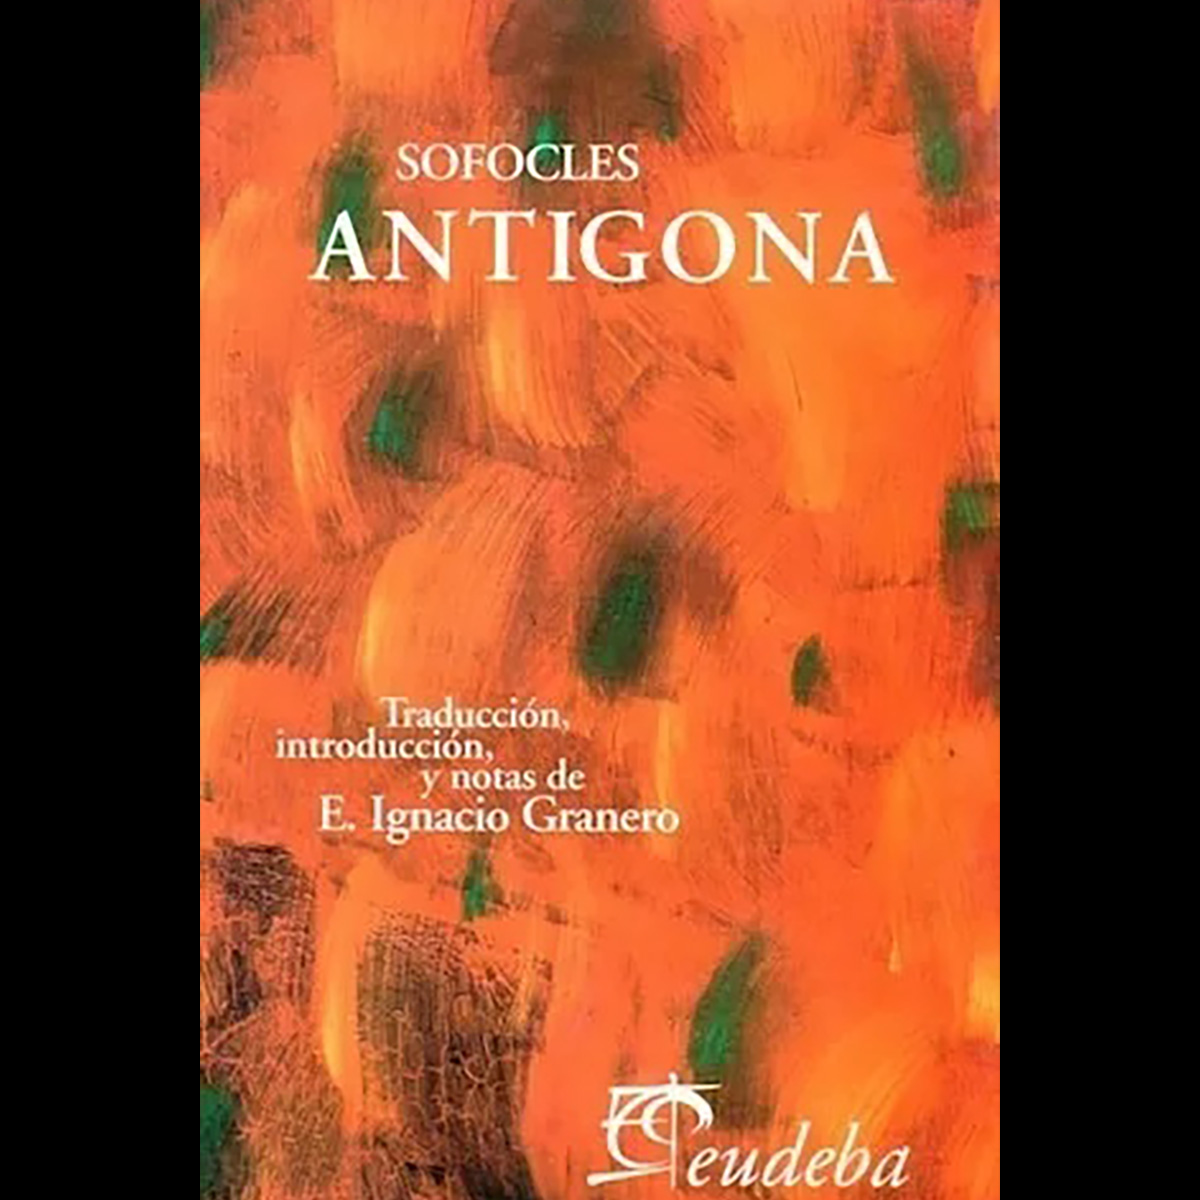 SOFOCLES
ANTIGONA
Traducción,
introducción,
y notas de
E. Ignacio Granero
eudeba